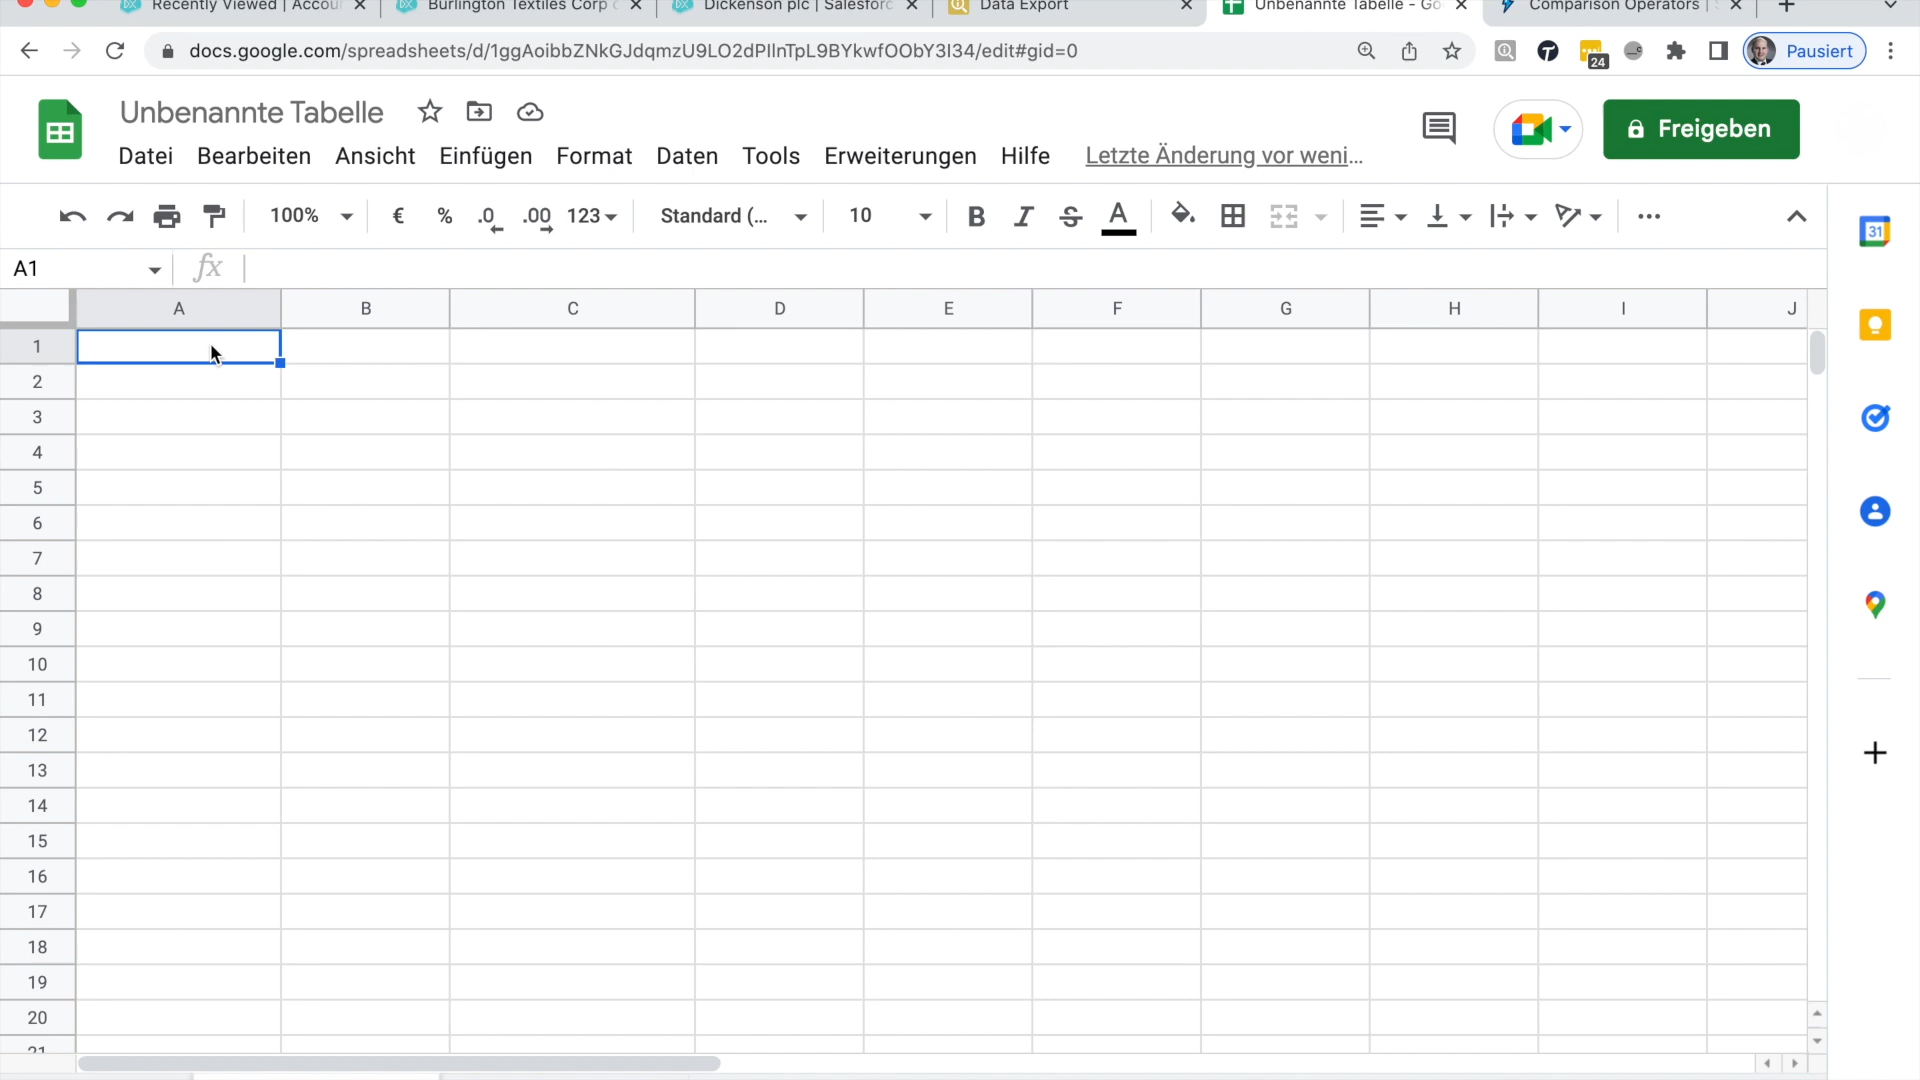 Recently Viewed | Accou
Burlington Textiles Corp o
Dickenson plc | Salesforc
Data Export
Unbenannte Tabelle - Goo
Comparison Operators | S
docs.google.com/spreadsheets/d/1ggAoibbZNkGJdqmzU9LO2dPIlnTpL9BYkwfOObY3I34/edit#gid=0
24
Pausiert
Unbenannte Tabelle
Datei Bearbeiten Ansicht Einfügen Format Daten Tools Erweiterungen Hilfe Letzte Änderung vor weni...
Freigeben
100% € % .0 .00 123 Standard (... 10 B I S A
31
A1 fx
A B C D E F G H I J
1
2
3
4
5
6
7
8
9
10
11
12
13
14
15
16
17
18
19
20
21